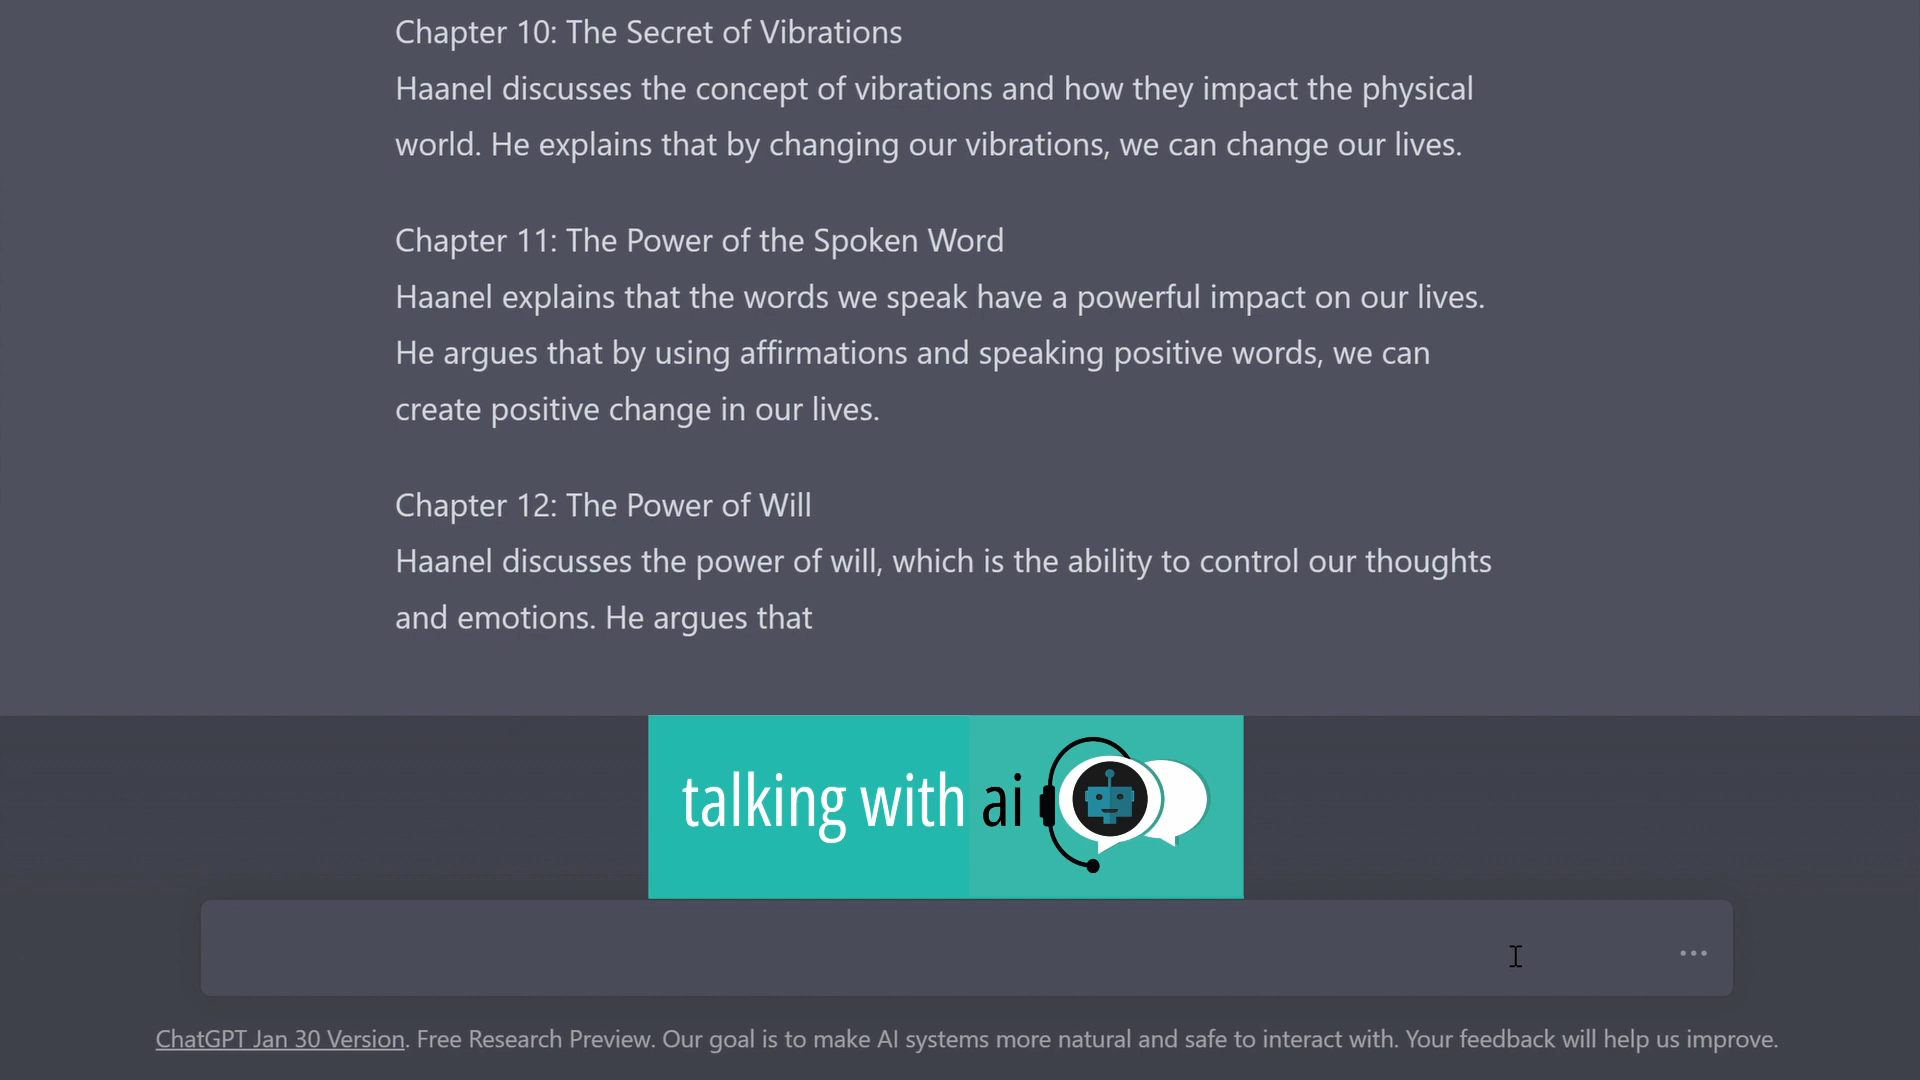 Chapter 10: The Secret of Vibrations
Haanel discusses the concept of vibrations and how they impact the physical
world. He explains that by changing our vibrations, we can change our lives.
Chapter 11: The Power of the Spoken Word
Haanel explains that the words we speak have a powerful impact on our lives.
He argues that by using affirmations and speaking positive words, we can
create positive change in our lives.
Chapter 12: The Power of Will
Haanel discusses the power of will, which is the ability to control our thoughts
and emotions. He argues that
talking with ai
ChatGPT Jan 30 Version. Free Research Preview. Our goal is to make AI systems more natural and safe to interact with. Your feedback will help us improve.